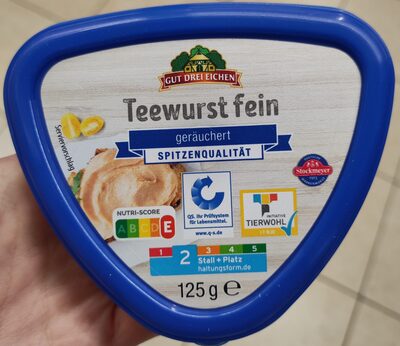 GUT DREI EICHEN
Teewurst fein
geräuchert
SPITZENQUALITÄT
Serviervorschlag
Stockmeyer
NUTRI-SCORE
A B C D E
QS. Ihr Prüfsystem
für Lebensmittel.
www.q-s.de
INITIATIVE
TIERWOHL
1 2 3 4 5
Stall + Platz
haltungsform.de
125 g ℮